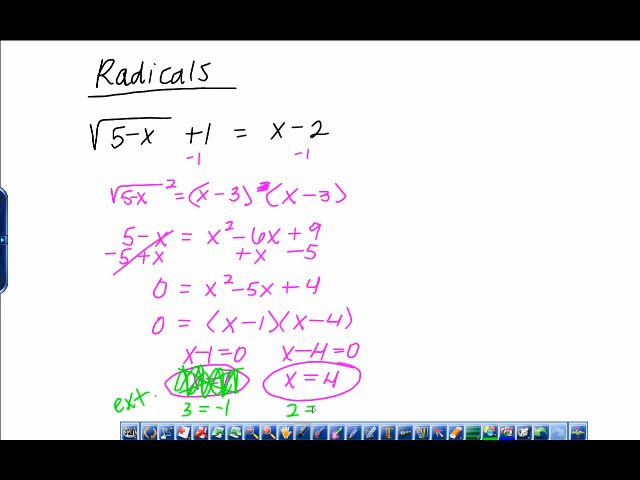 Radicals
√5-x +1 = x-2
-1 -1
√5-x ² = (x-3) (x-3)
5-x = x²-6x+9
-5+x +x -5
0 = x²-5x+4
0 = (x-1)(x-4)
x-1=0 x-4=0
x=4
ext. 3=-1 2=